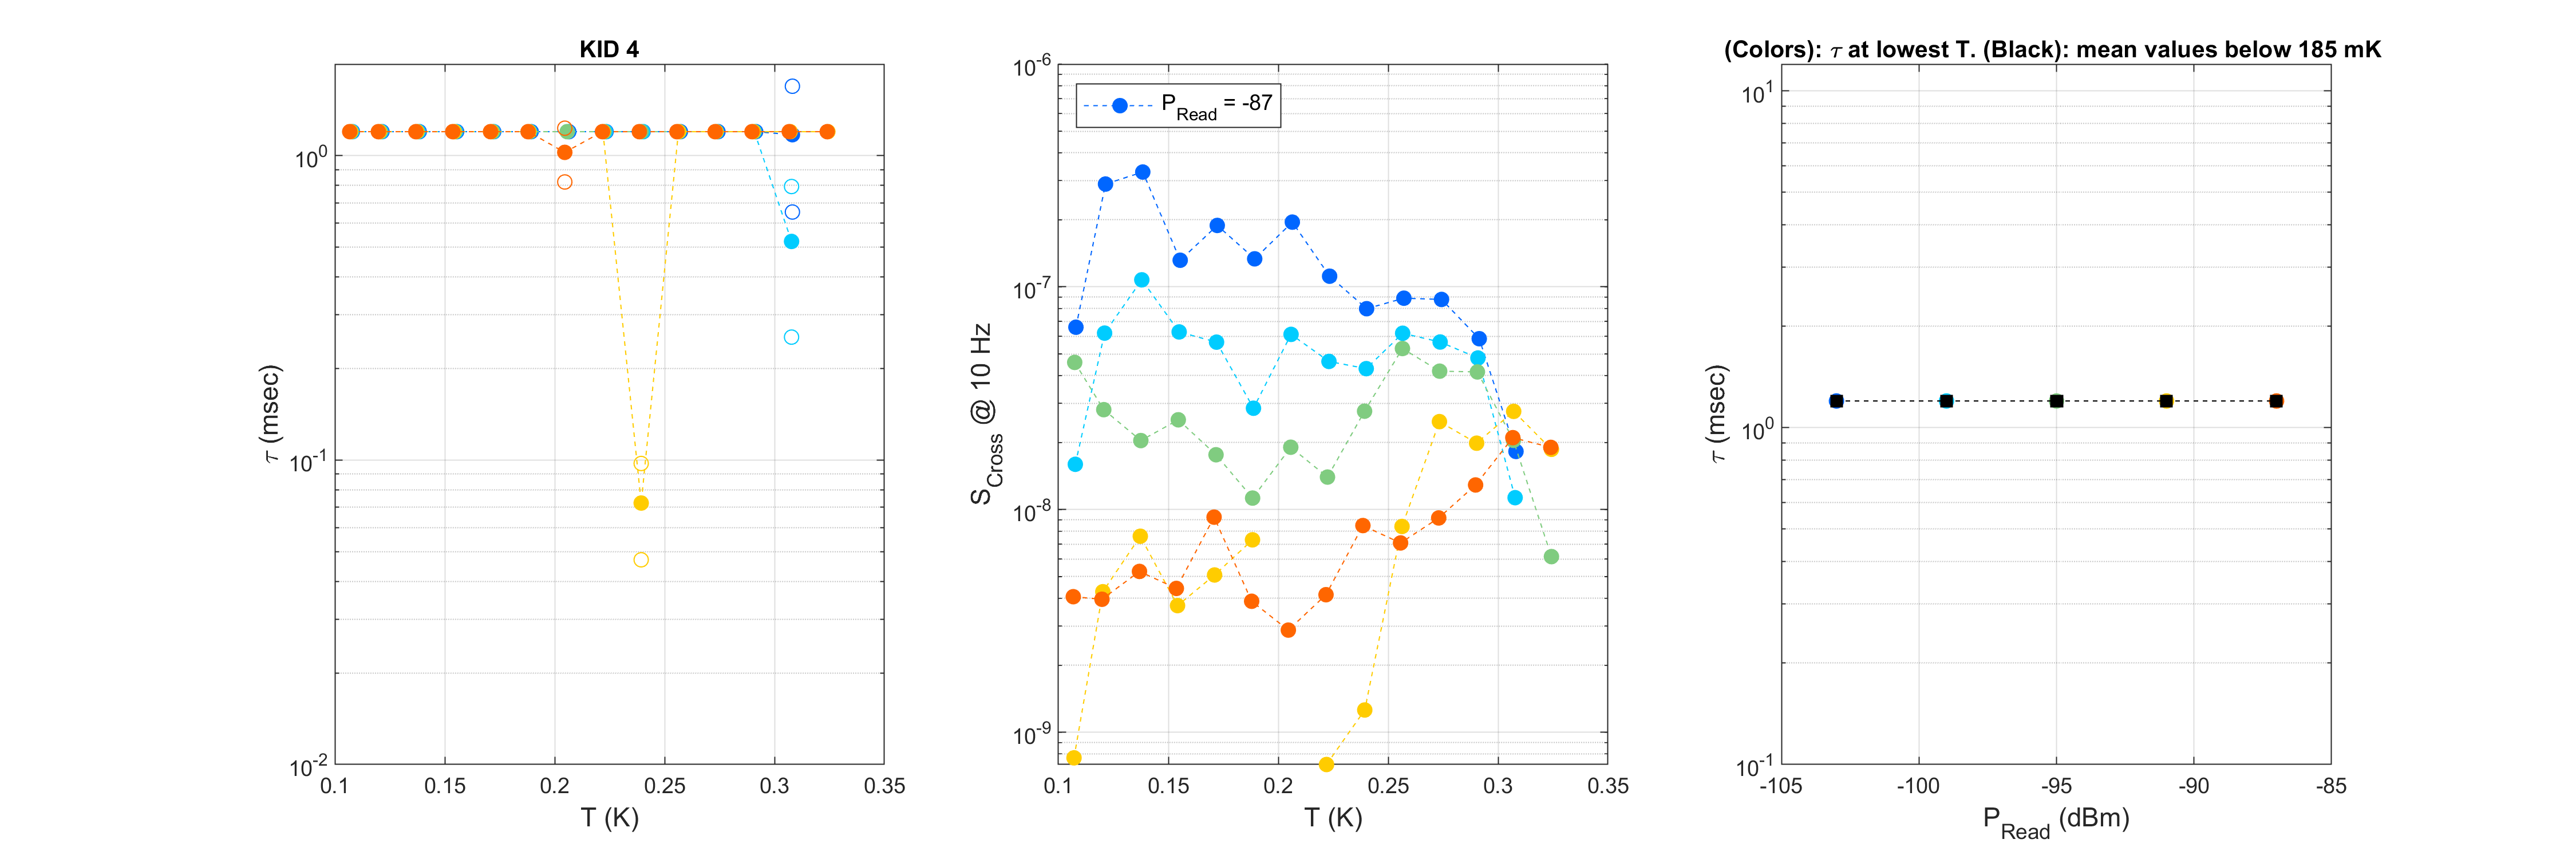 KID 4
10^0
10^-1
10^-2
0.1 0.15 0.2 0.25 0.3 0.35
τ (msec)
T (K)
P_Read = -87
10^-6
10^-7
10^-8
10^-9
0.1 0.15 0.2 0.25 0.3 0.35
S_Cross @ 10 Hz
T (K)
(Colors): τ at lowest T. (Black): mean values below 185 mK
10^1
10^0
10^-1
-105 -100 -95 -90 -85
τ (msec)
P_Read (dBm)